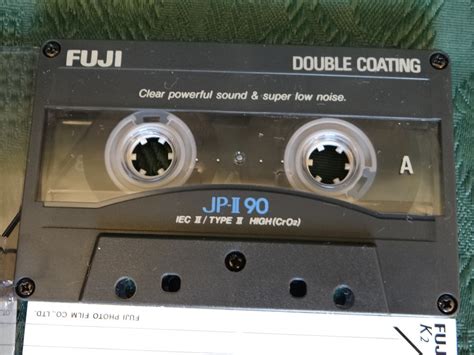 FUJI DOUBLE COATING
Clear powerful sound & super low noise.
A
JP-II 90
IEC II / TYPE II HIGH (CrO₂)
FUJI PHOTO FILM CO., LTD.
FUJI
K2